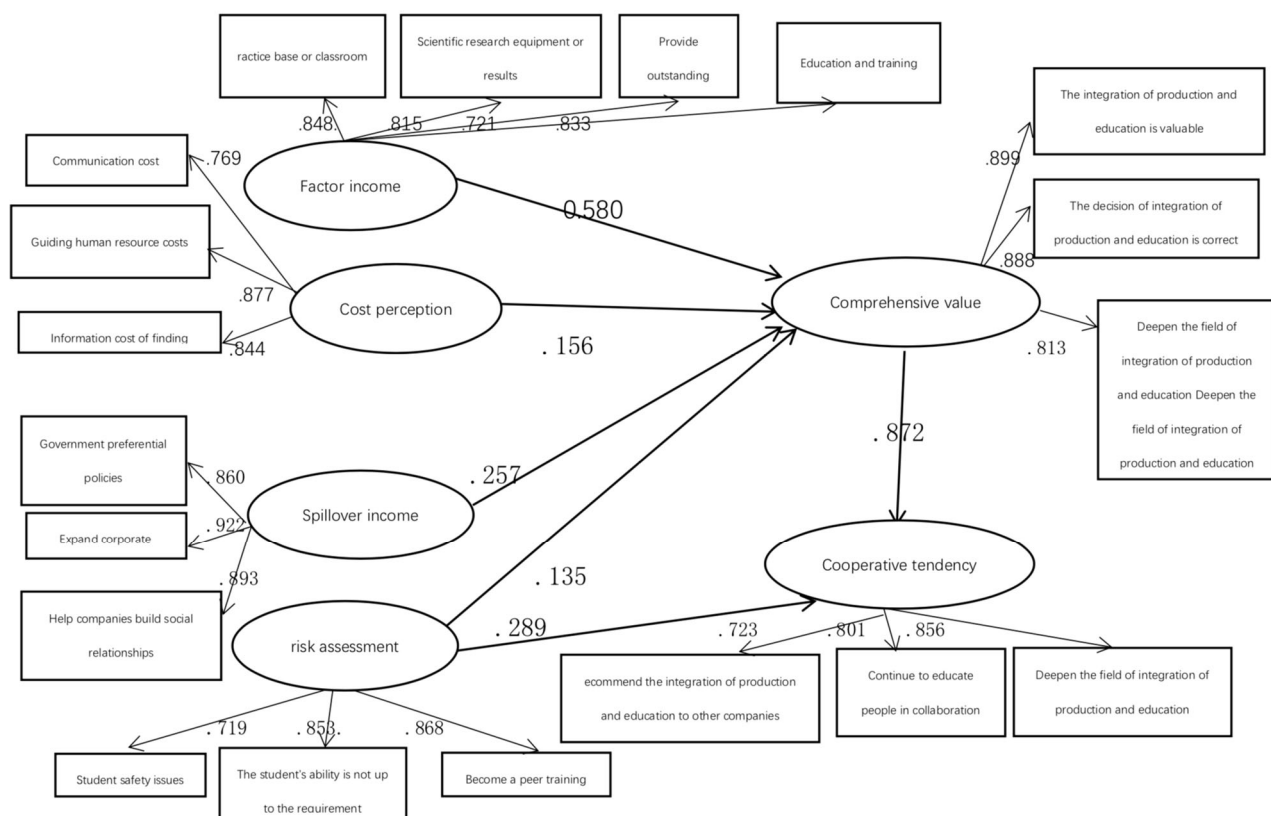 ractice base or classroom
Scientific research equipment or
results
Provide
outstanding
Education and training
The integration of production and
education is valuable
.848.
.815
.721
.833
Communication cost
.769
Factor income
.899
0.580
The decision of integration of
production and education is correct
.888
Guiding human resource costs
.877
Cost perception
Comprehensive value
Information cost of finding
.844
.156
.813
Deepen the field of
integration of production
and education Deepen the
field of integration of
production and education
Government preferential
policies
.860
.872
.257
Spillover income
.922
Expand corporate
.893
.135
Cooperative tendency
Help companies build social
relationships
risk assessment
.289
.723
.801
.856
ecommend the integration of production
and education to other companies
Continue to educate
people in collaboration
Deepen the field of integration of
production and education
.719
.853.
.868
Student safety issues
The student's ability is not up
to the requirement
Become a peer training